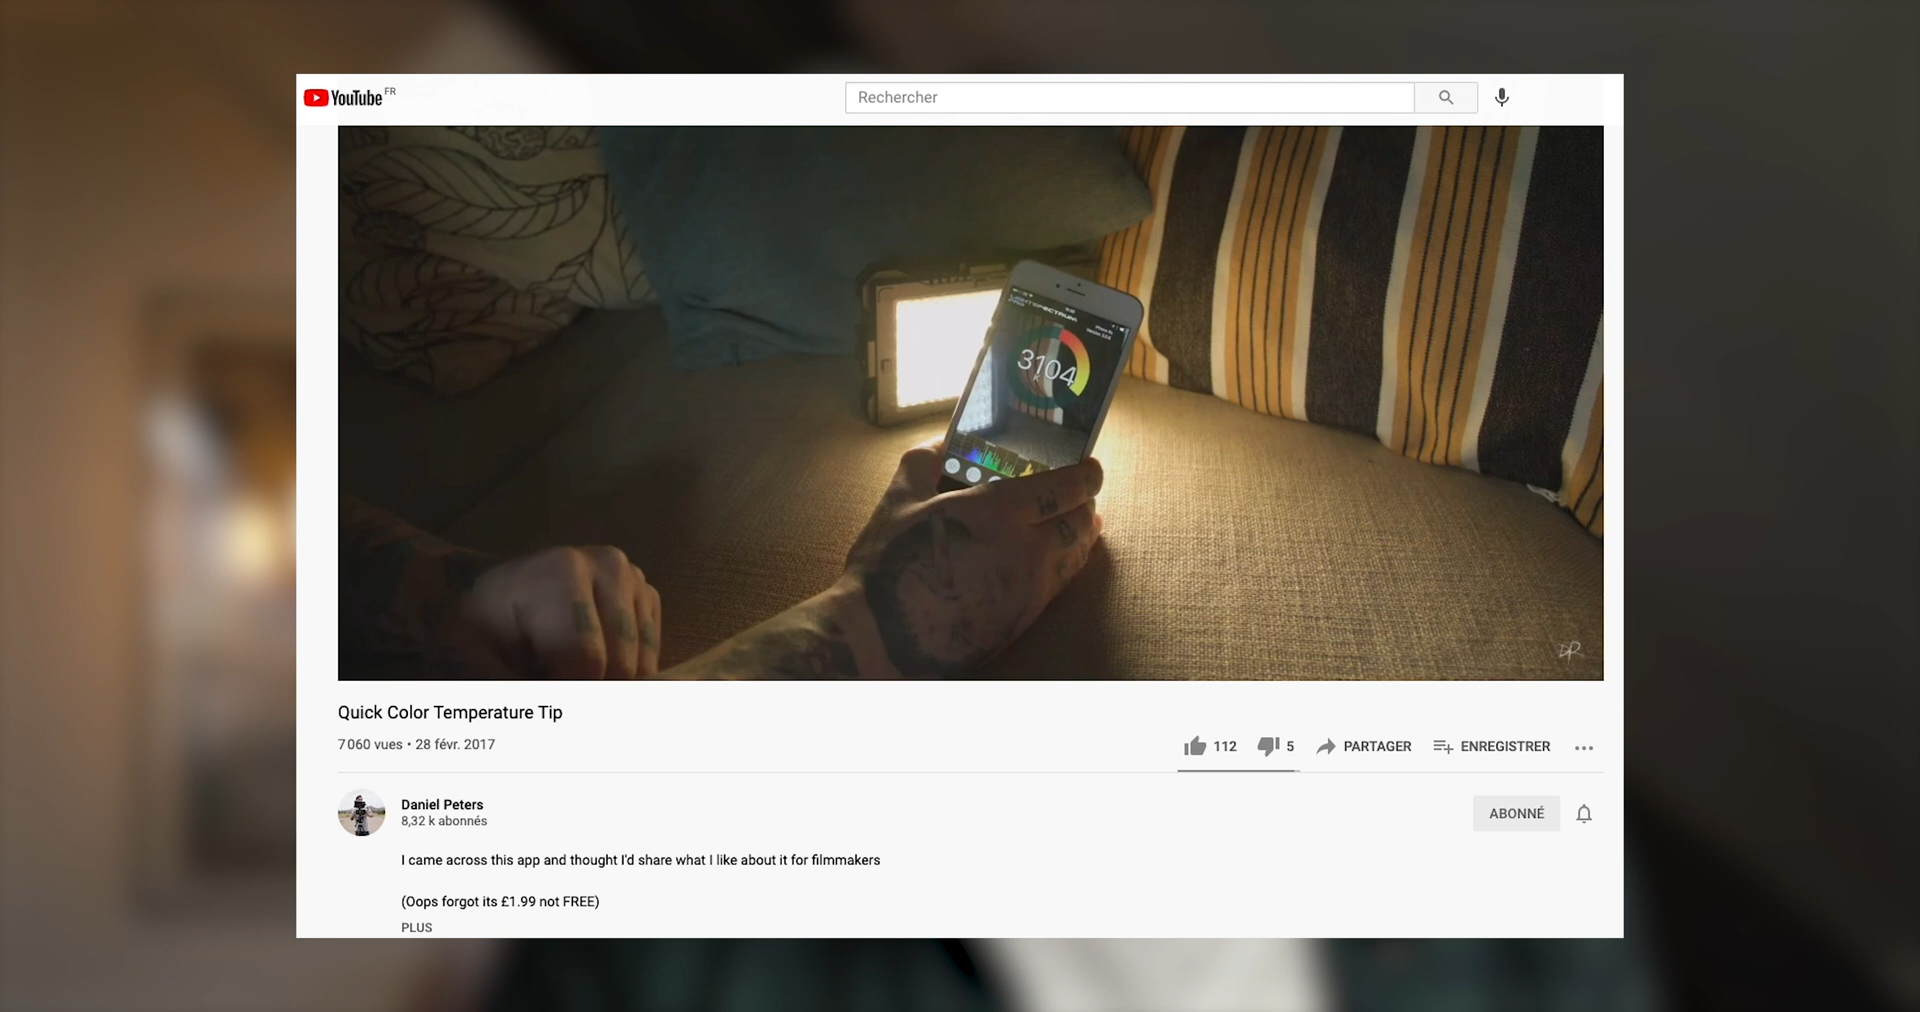 YouTube FR
Rechercher
LIGHTSPECTRUM
PRO
3104
K
Quick Color Temperature Tip
7 060 vues • 28 févr. 2017
112
5
PARTAGER
ENREGISTRER
Daniel Peters
8,32 k abonnés
ABONNÉ
I came across this app and thought I'd share what I like about it for filmmakers
(Oops forgot its £1.99 not FREE)
PLUS